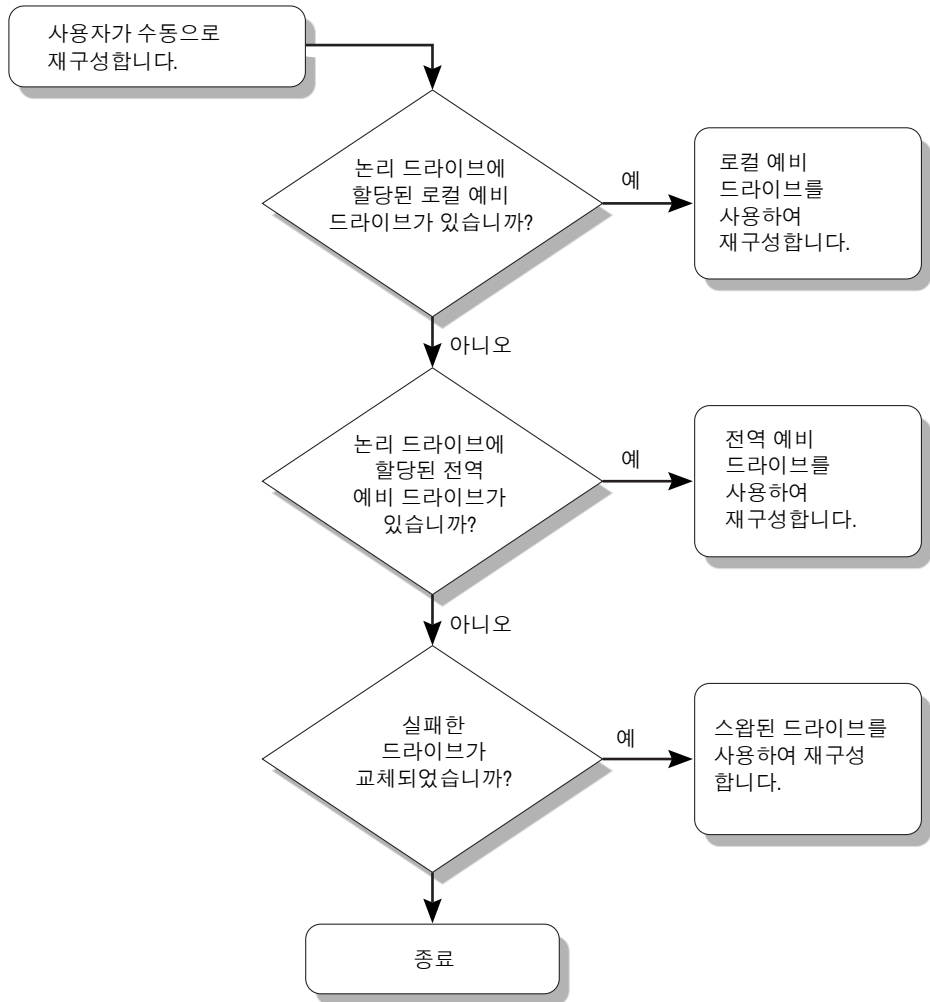 사용자가 수동으로
재구성합니다.
논리 드라이브에
할당된 로컬 예비
드라이브가 있습니까?
예
로컬 예비
드라이브를
사용하여
재구성합니다.
아니오
논리 드라이브에
할당된 전역
예비 드라이브가
있습니까?
예
전역 예비
드라이브를
사용하여
재구성합니다.
아니오
실패한
드라이브가
교체되었습니까?
예
스왑된 드라이브를
사용하여 재구성
합니다.
종료